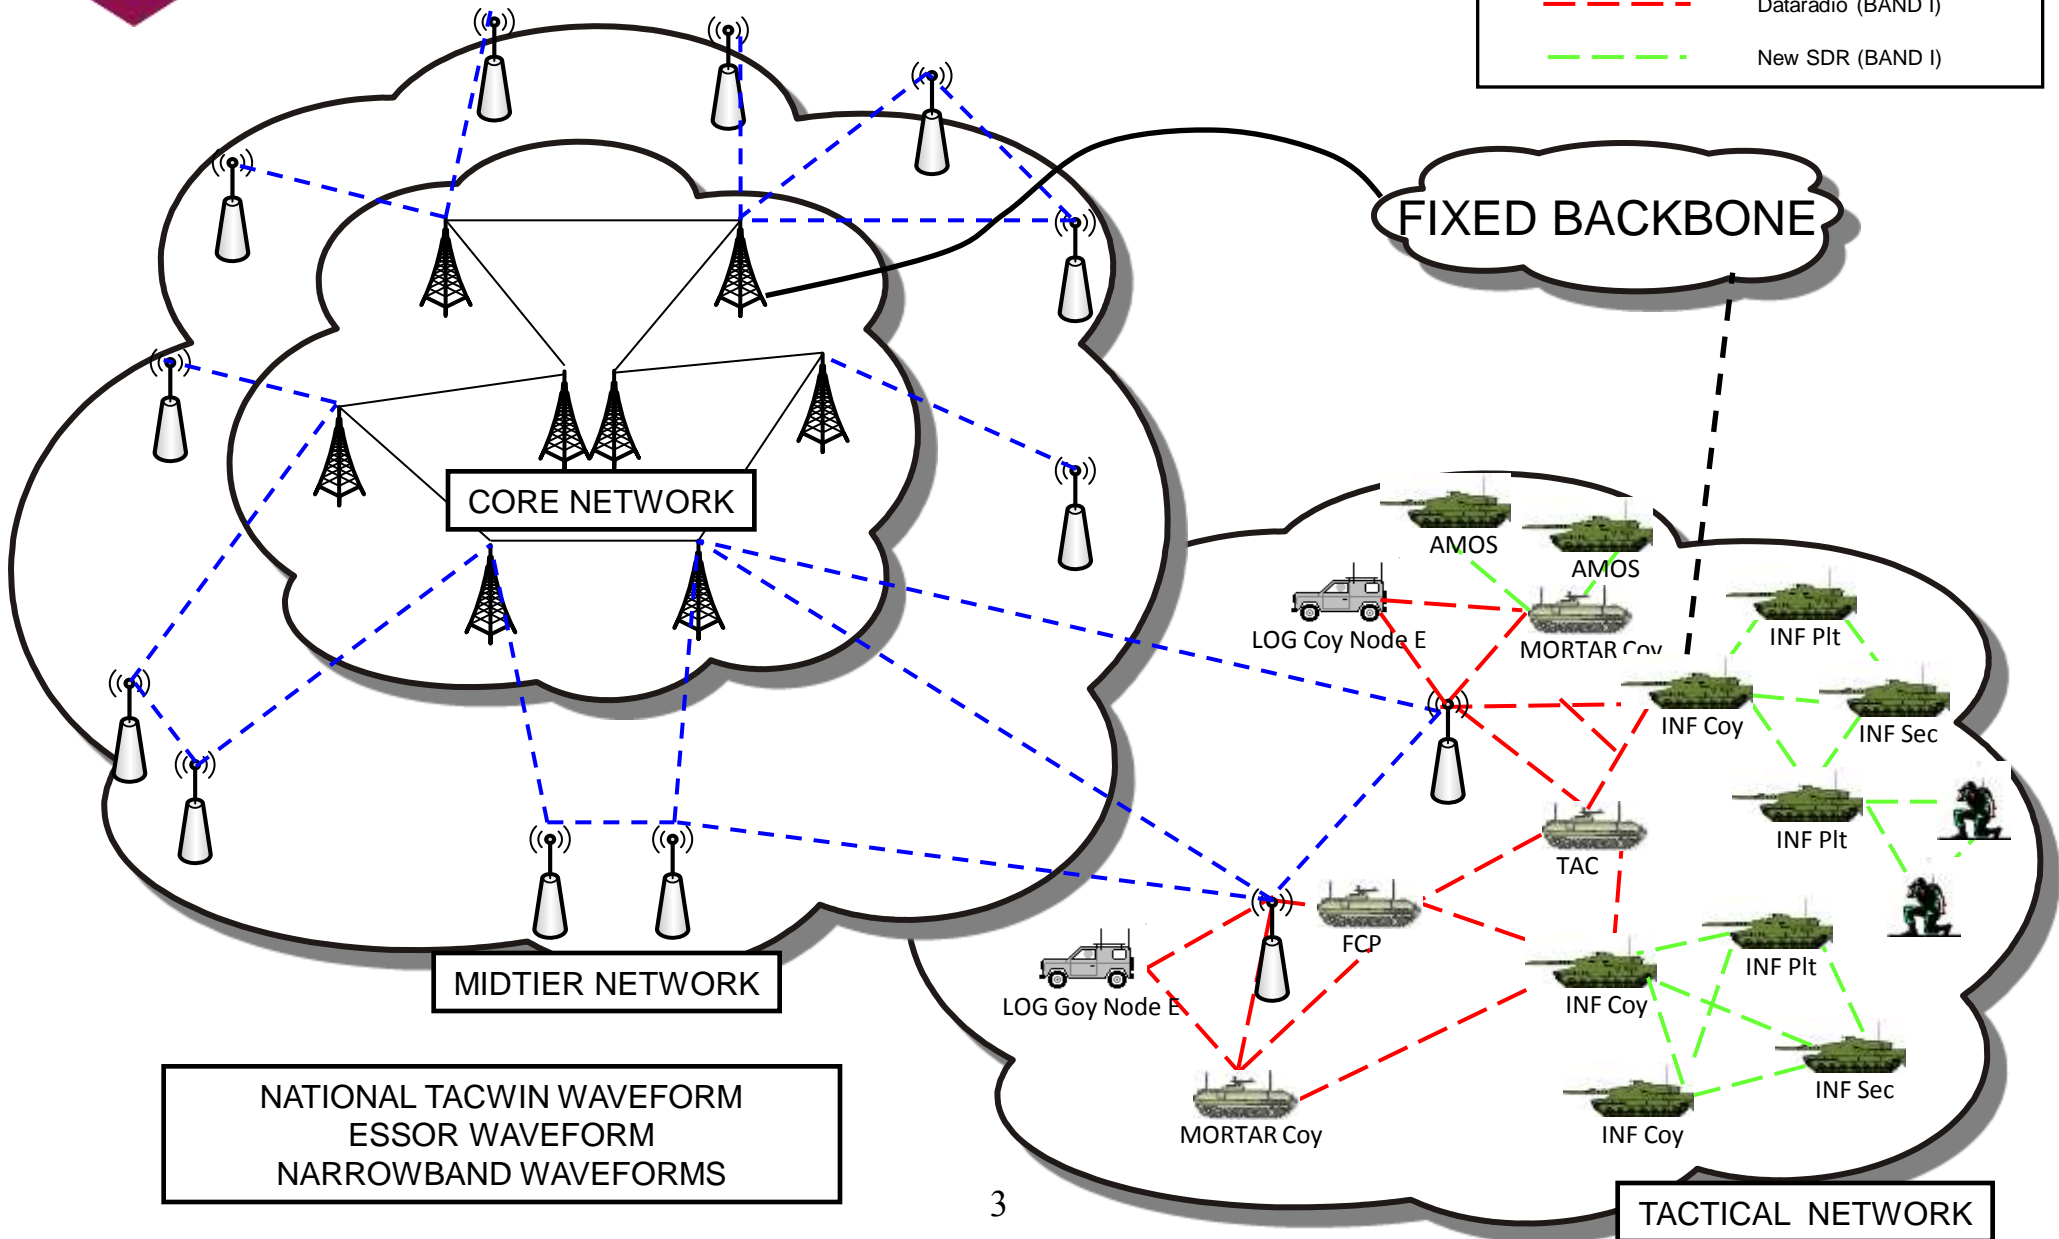 Dataradio (BAND I)
New SDR (BAND I)
FIXED BACKBONE
CORE NETWORK
AMOS
AMOS
LOG Coy Node E
MORTAR Coy
INF Plt
INF Coy
INF Sec
INF Plt
TAC
FCP
INF Plt
LOG Goy Node E
INF Coy
INF Sec
MORTAR Coy
INF Coy
MIDTIER NETWORK
NATIONAL TACWIN WAVEFORM
ESSOR WAVEFORM
NARROWBAND WAVEFORMS
3
TACTICAL NETWORK